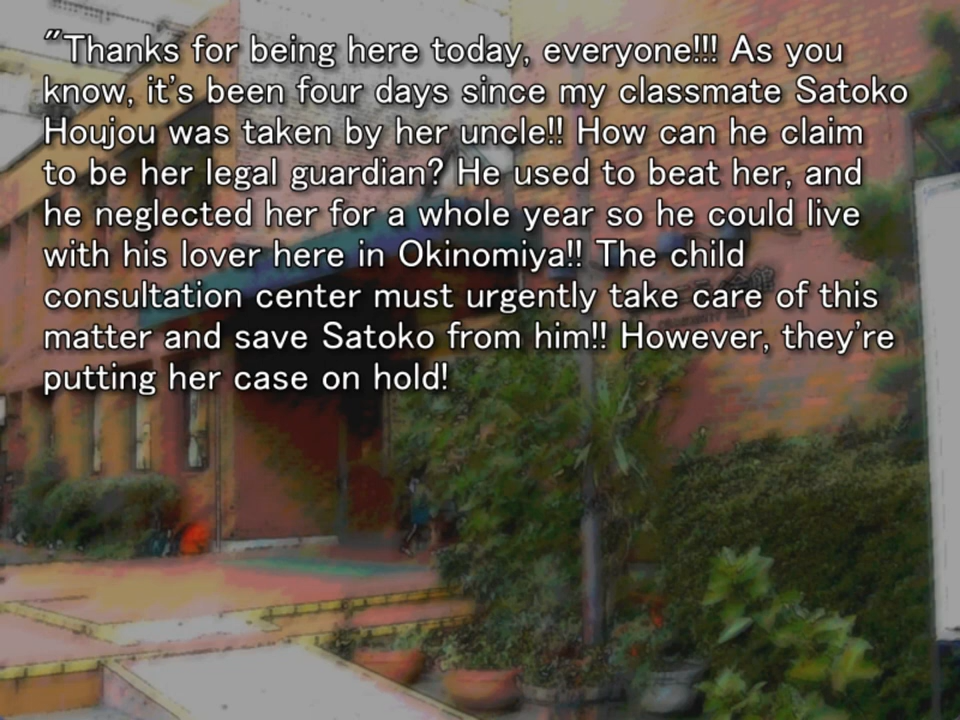 "Thanks for being here today, everyone!!! As you
know, it's been four days since my classmate Satoko
Houjou was taken by her uncle!! How can he claim
to be her legal guardian? He used to beat her, and
he neglected her for a whole year so he could live
with his lover here in Okinomiya!! The child
consultation center must urgently take care of this
matter and save Satoko from him!! However, they're
putting her case on hold!